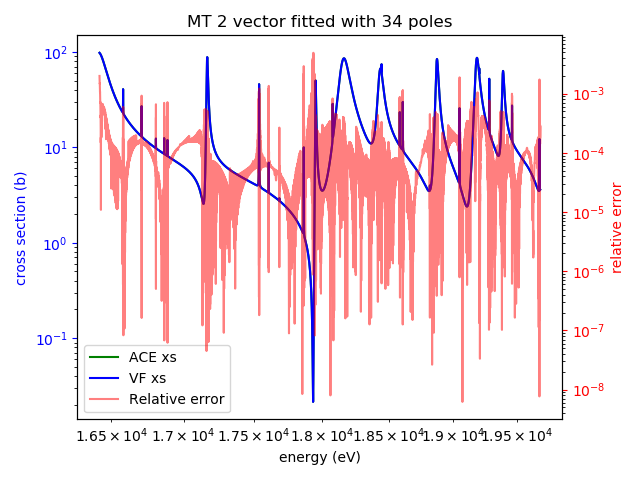 MT 2 vector fitted with 34 poles
10²
10¹
10⁰
10⁻¹
cross section (b)
10⁻³
10⁻⁴
10⁻⁵
10⁻⁶
10⁻⁷
10⁻⁸
relative error
ACE xs
VF xs
Relative error
1.65 × 10⁴ 1.7 × 10⁴ 1.75 × 10⁴ 1.8 × 10⁴ 1.85 × 10⁴ 1.9 × 10⁴ 1.95 × 10⁴
energy (eV)